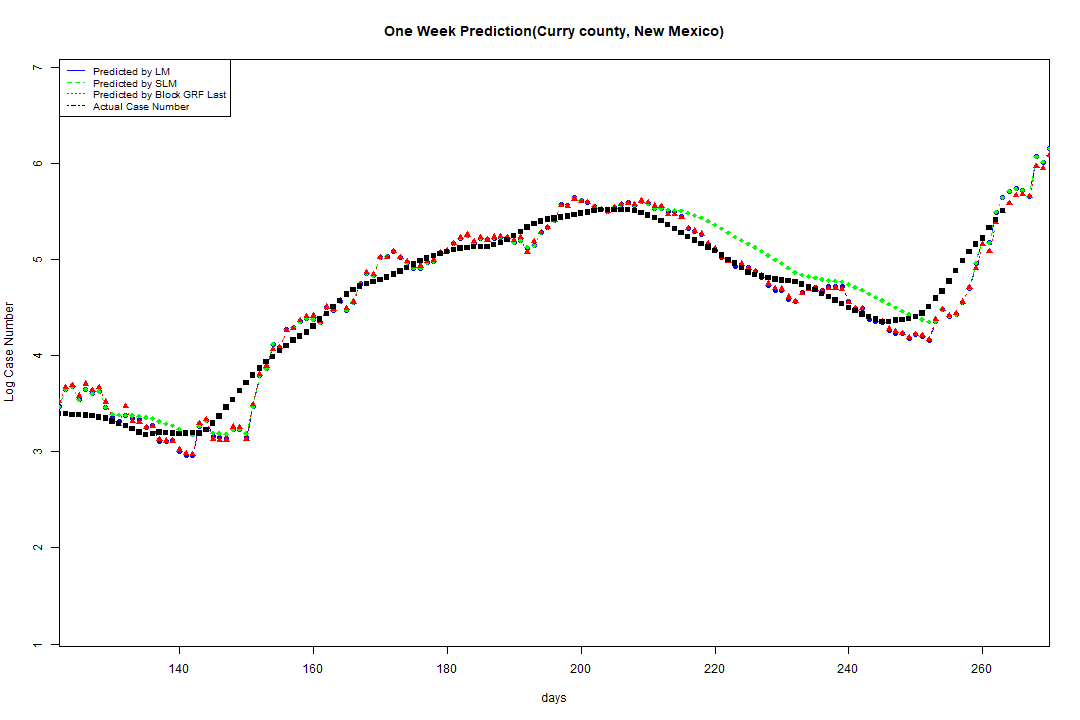 One Week Prediction(Curry county, New Mexico)
Predicted by LM
Predicted by SLM
Predicted by Block GRF Last
Actual Case Number
7
6
5
4
3
2
1
Log Case Number
140 160 180 200 220 240 260
days